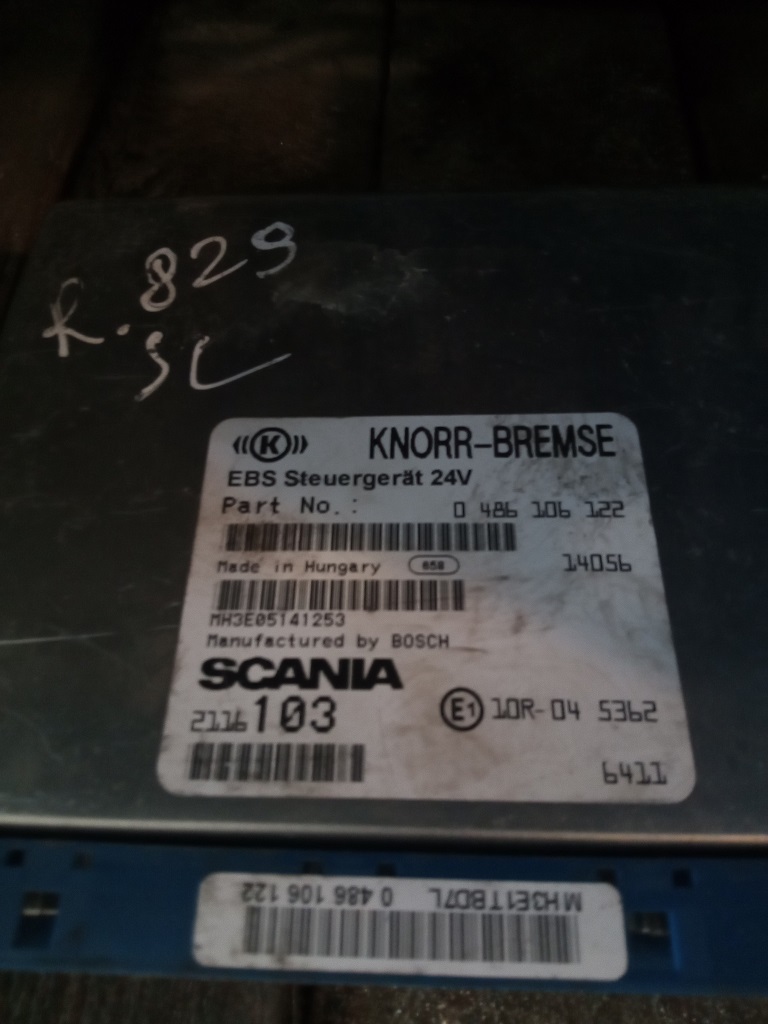 K. 829
SC
K KNORR-BREMSE
EBS Steuergerät 24V
Part No.: 0 486 106 122
Made in Hungary 658 14056
MH3E05141253
Manufactured by BOSCH
SCANIA
2116103 E1 10R-04 5362
6411
MH3E1TBD7L 0 486 106 122